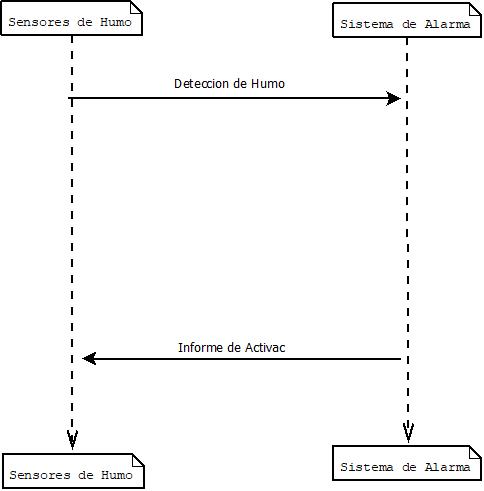 Sensores de Humo
Sistema de Alarma
Deteccion de Humo
Informe de Activac
Sensores de Humo
Sistema de Alarma